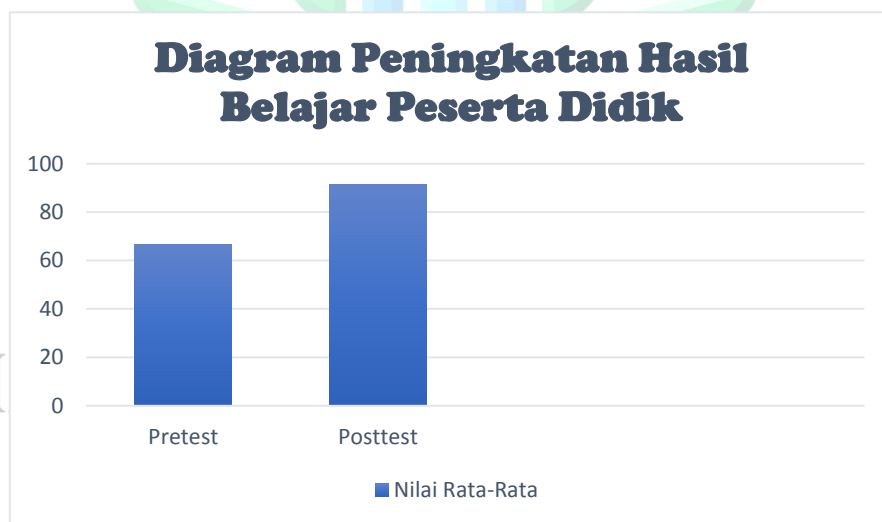 Diagram Peningkatan Hasil
Belajar Peserta Didik
100
80
60
40
20
0
Pretest Posttest
Nilai Rata-Rata